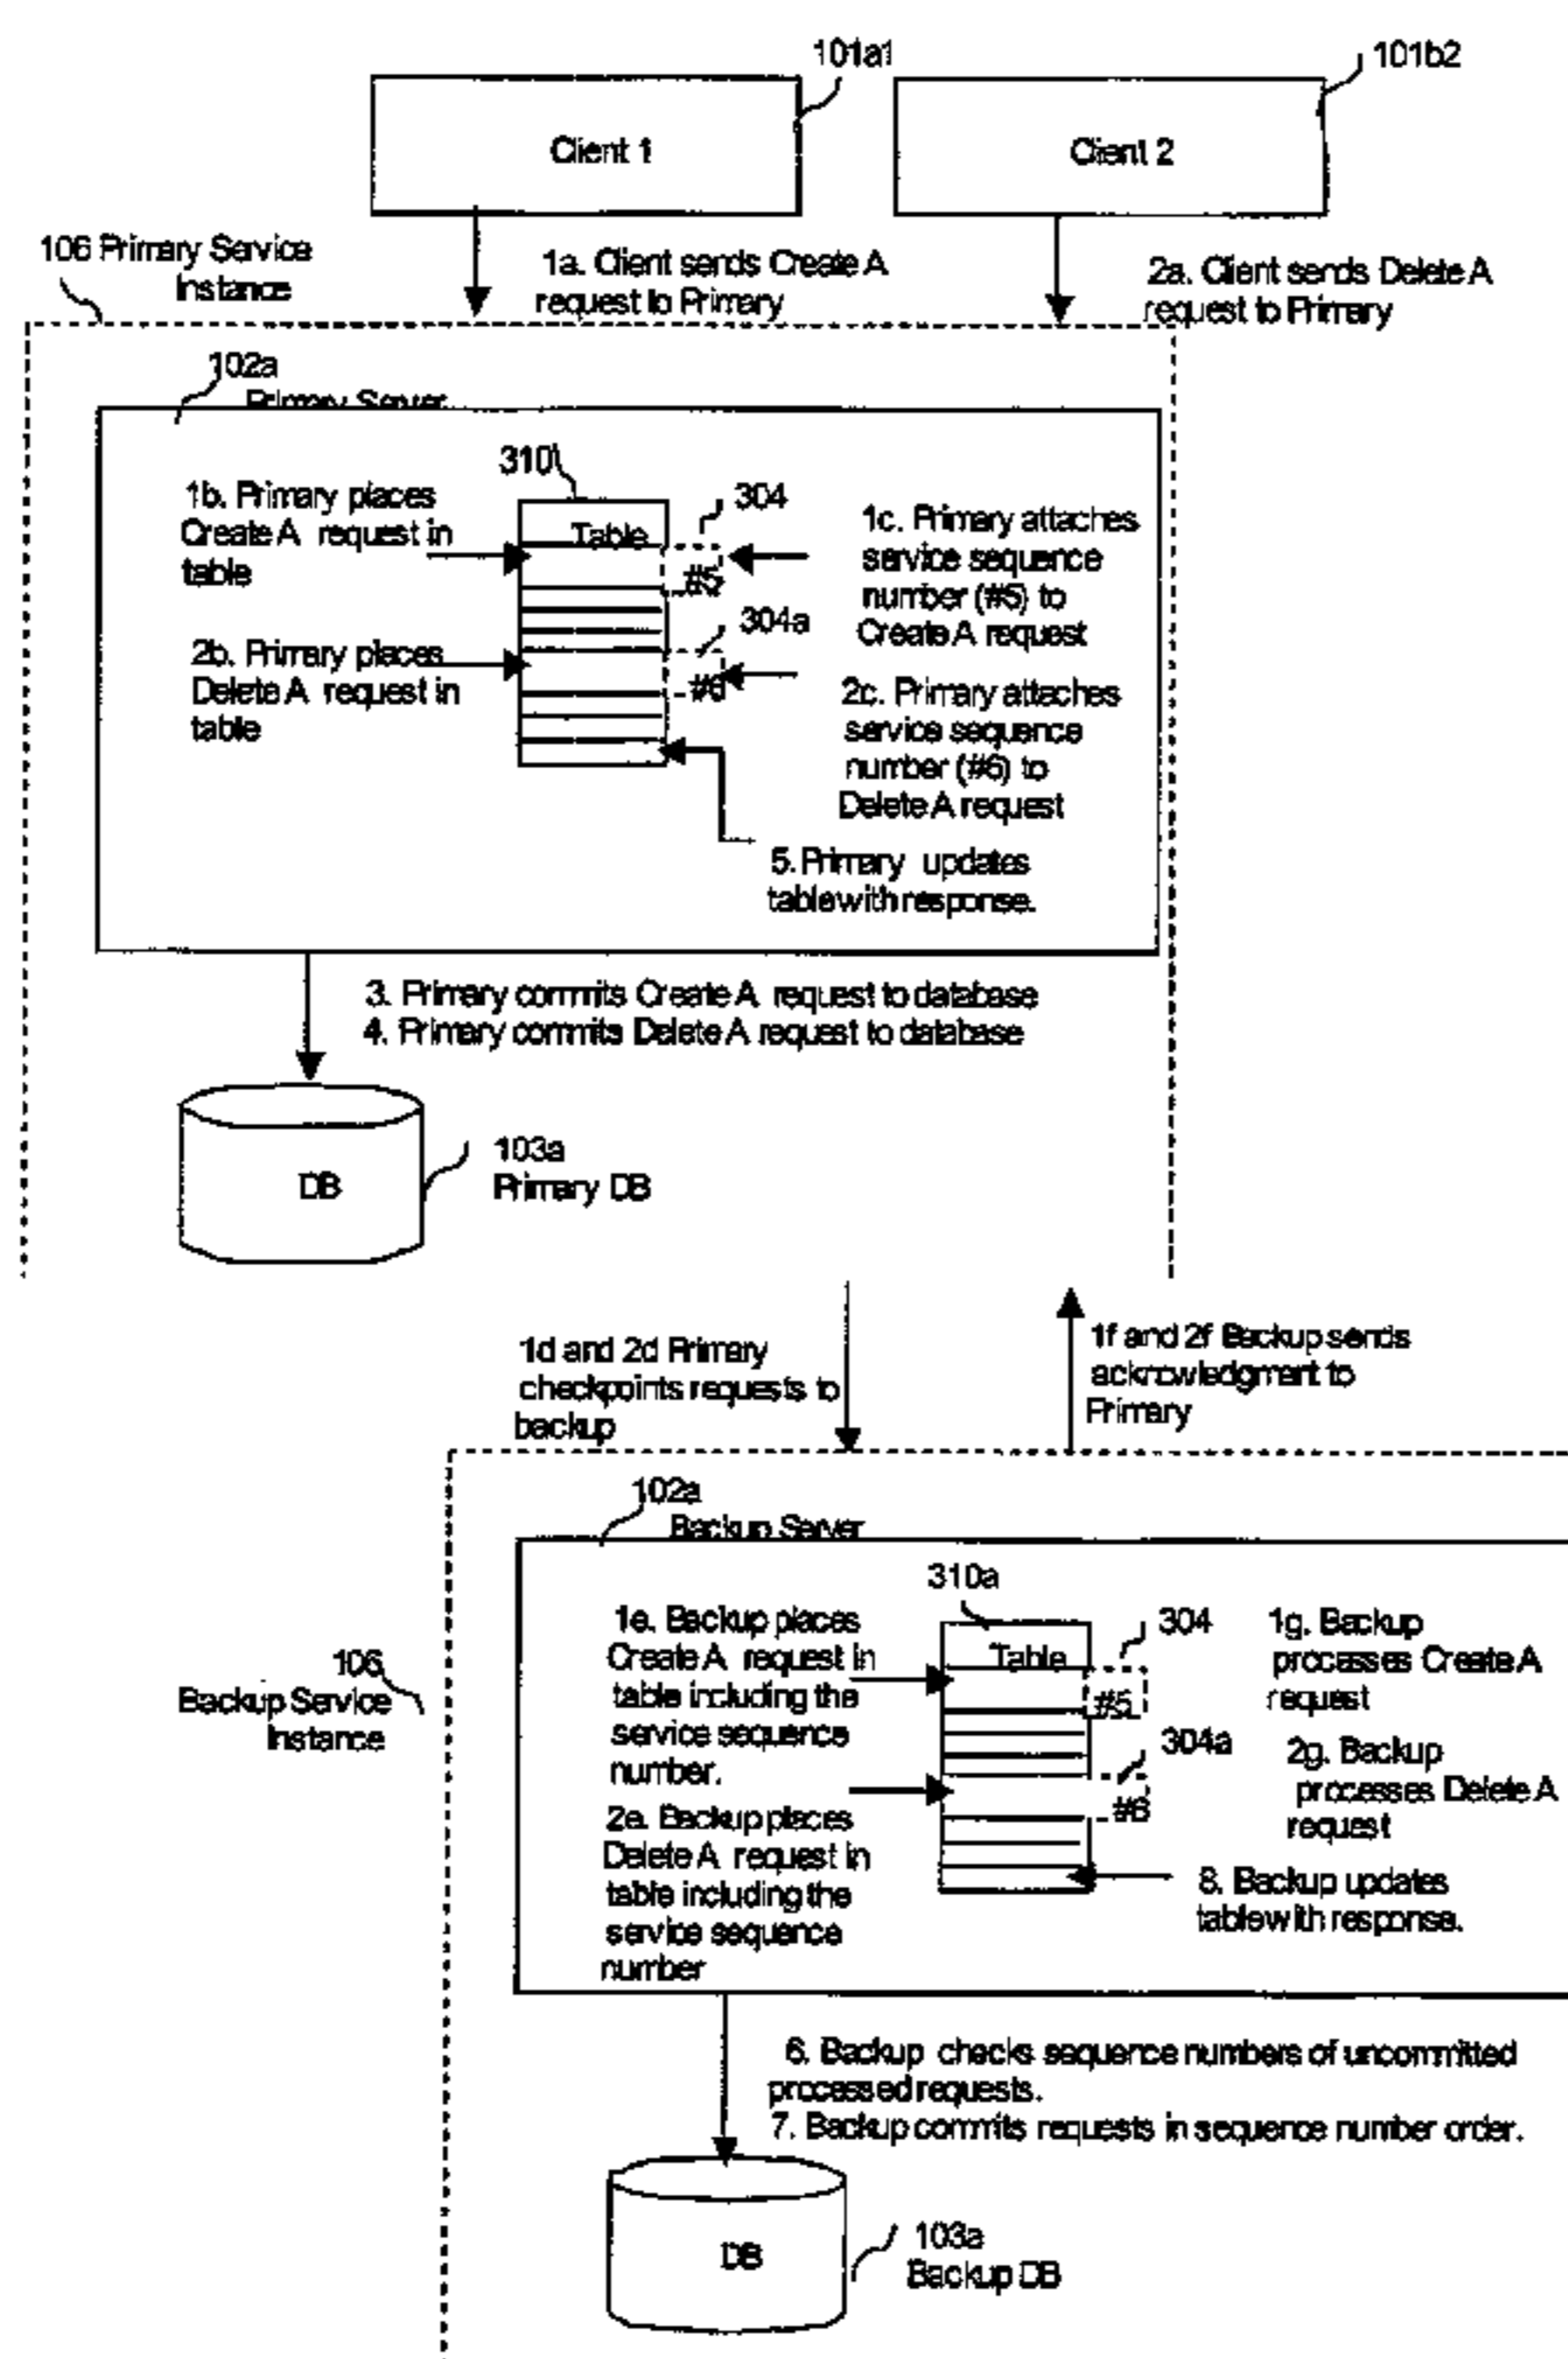 101a1
101b2
Client 1
Client 2
106 Primary Service
Instance
1a. Client sends Create A
request to Primary
2a. Client sends Delete A
request to Primary
102a
Primary Server
310
Table
304
#5
1b. Primary places
Create A request in
table
1c. Primary attaches
service sequence
number (#5) to
Create A request
304a
#6
2b. Primary places
Delete A request in
table
2c. Primary attaches
service sequence
number (#6) to
Delete A request
5. Primary updates
table with response.
3. Primary commits Create A request to database
4. Primary commits Delete A request to database
DB
103a
Primary DB
1d and 2d Primary
checkpoints requests to
backup
1f and 2f Backup sends
acknowledgment to
Primary
102a
Backup Server
310a
Table
304
#5
1e. Backup places
Create A request in
table including the
service sequence
number.
1g. Backup
processes Create A
request
106
Backup Service
Instance
304a
#6
2g. Backup
processes Delete A
request
2e. Backup places
Delete A request in
table including the
service sequence
number
8. Backup updates
table with response.
6. Backup checks sequence numbers of uncommitted
processed requests.
7. Backup commits requests in sequence number order.
DB
103a
Backup DB